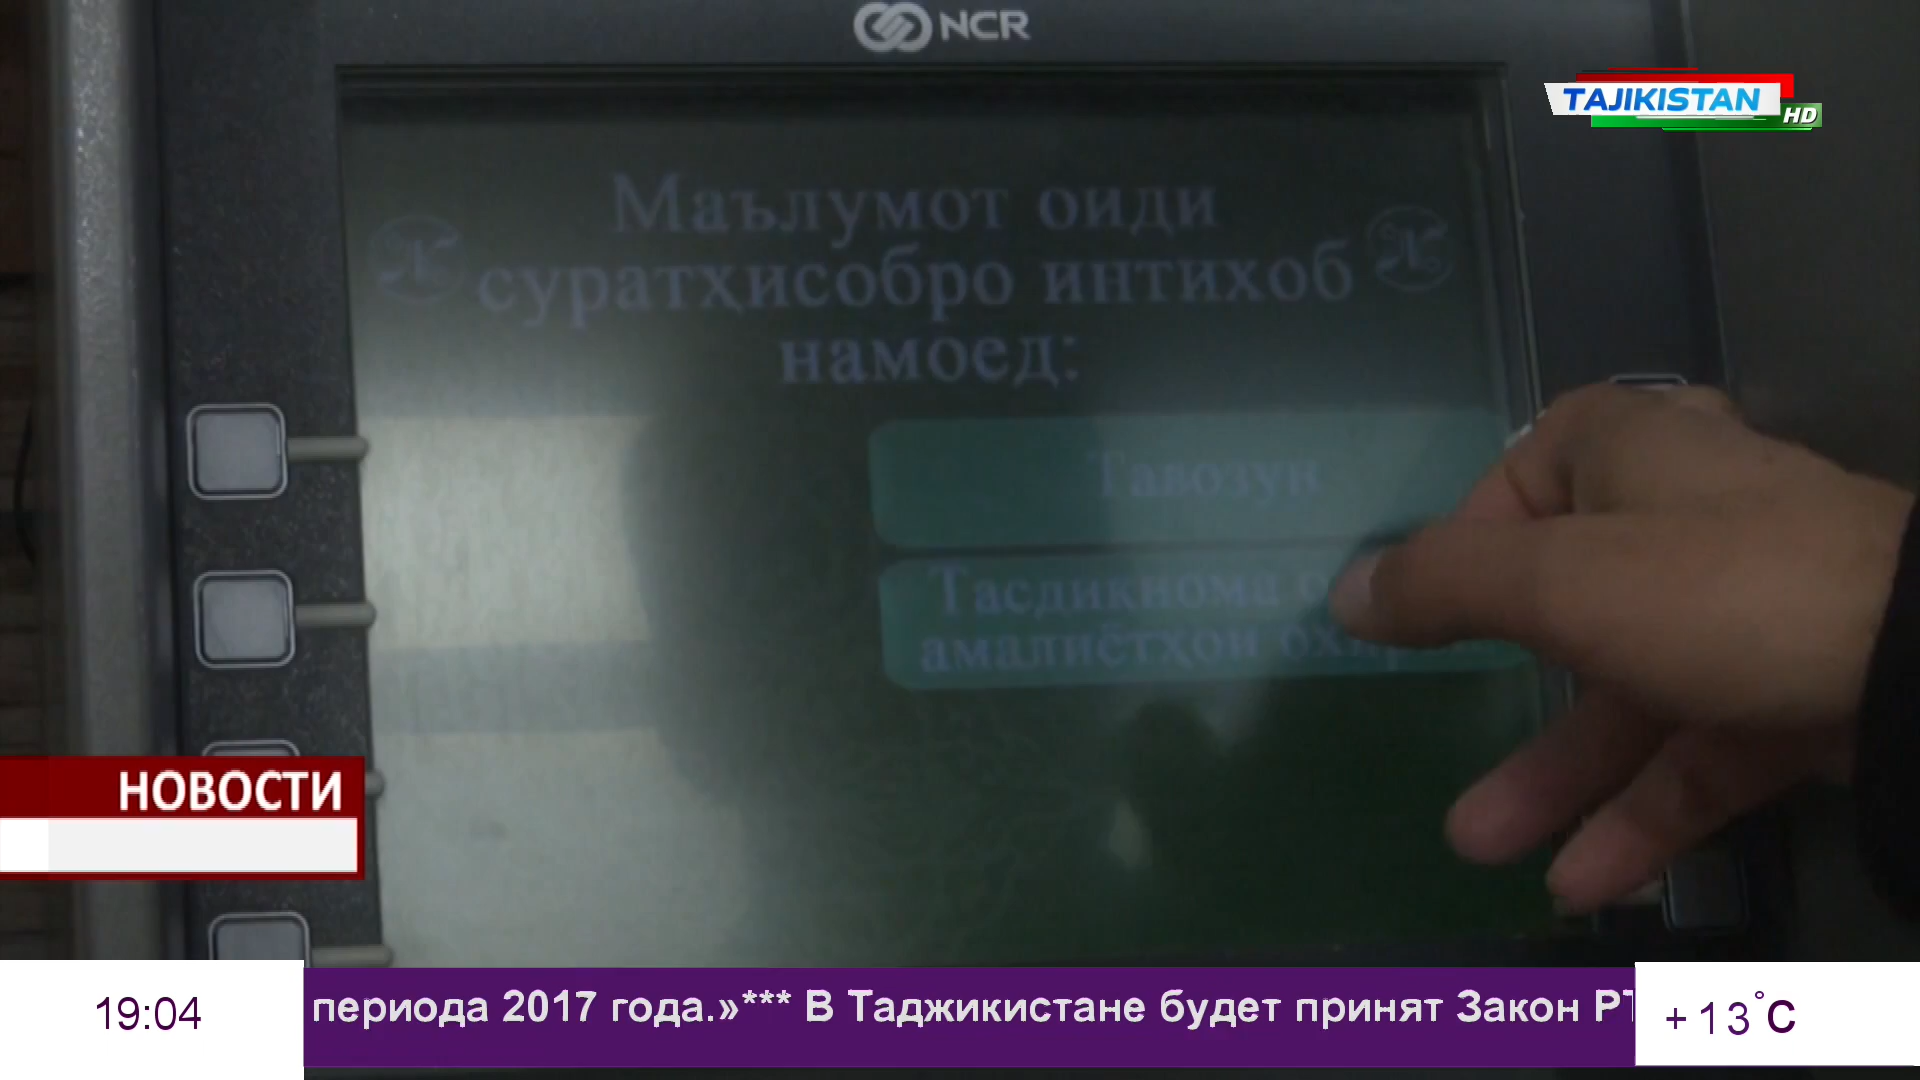 NCR
TAJIKISTAN
HD
Маълумот оиди
суратҳисобро интихоб
намоед:
Тавозун
Тасдикнома
амалиётҳои
НОВОСТИ
19:04
периода 2017 года.»*** В Таджикистане будет принят Закон РТ
+13°C